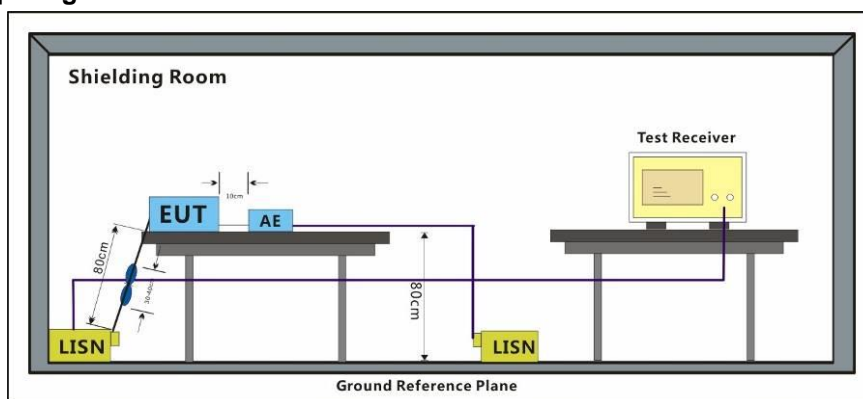 Shielding Room
Test Receiver
10cm
EUT
AE
80cm
30-40cm
80cm
LISN
LISN
Ground Reference Plane